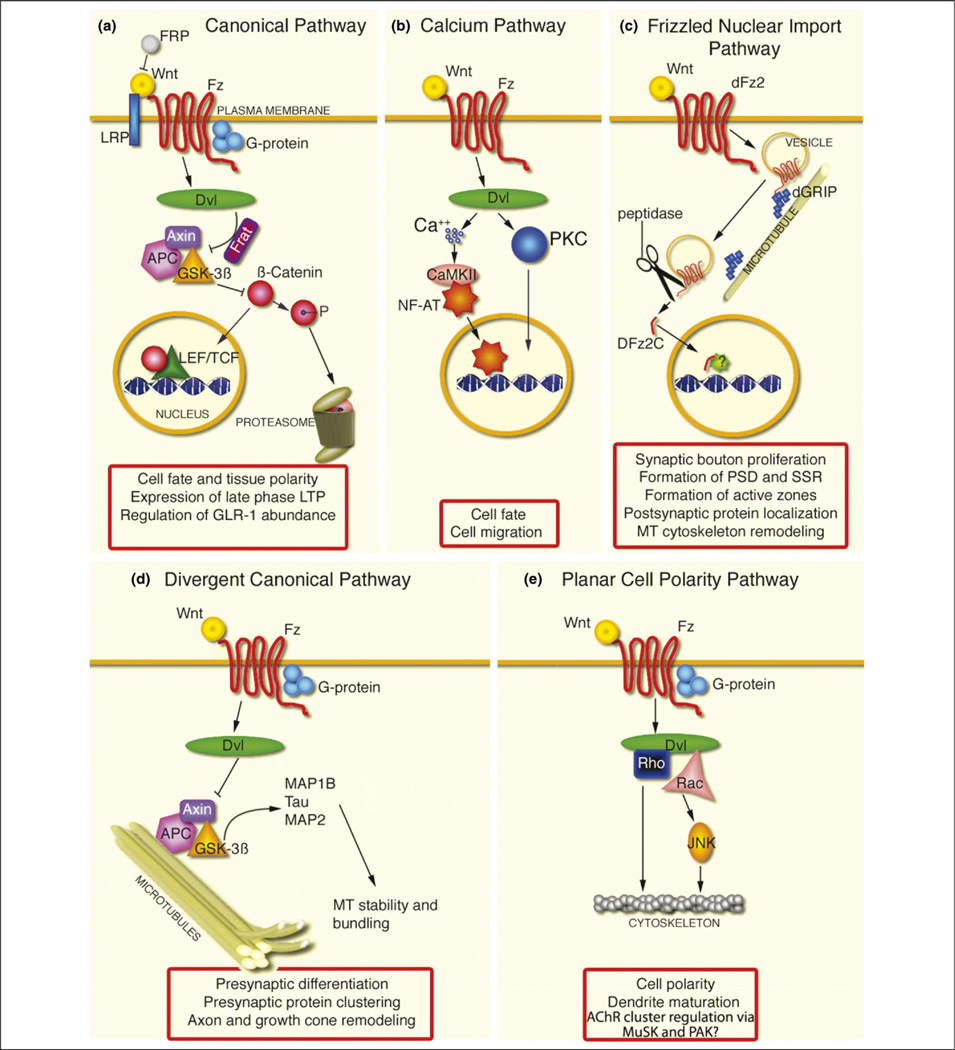 (a) Canonical Pathway
FRP
Wnt
Fz
PLASMA MEMBRANE
LRP
G-protein
Dvl
Frat
Axin
APC
GSK-3ß
ß-Catenin
P
LEF/TCF
NUCLEUS
PROTEASOME
Cell fate and tissue polarity
Expression of late phase LTP
Regulation of GLR-1 abundance
(b) Calcium Pathway
Wnt
Fz
Dvl
Ca++
PKC
CaMKII
NF-AT
Cell fate
Cell migration
(c) Frizzled Nuclear Import
Pathway
Wnt
dFz2
VESICLE
dGRIP
MICROTUBULE
peptidase
DFz2C
?
Synaptic bouton proliferation
Formation of PSD and SSR
Formation of active zones
Postsynaptic protein localization
MT cytoskeleton remodeling
(d) Divergent Canonical Pathway
Wnt
Fz
G-protein
Dvl
Axin
APC
GSK-3ß
MAP1B
Tau
MAP2
MICROTUBULES
MT stability and
bundling
Presynaptic differentiation
Presynaptic protein clustering
Axon and growth cone remodeling
(e) Planar Cell Polarity Pathway
Wnt
Fz
G-protein
Dvl
Rho
Rac
JNK
CYTOSKELETON
Cell polarity
Dendrite maturation
AChR cluster regulation via
MuSK and PAK?